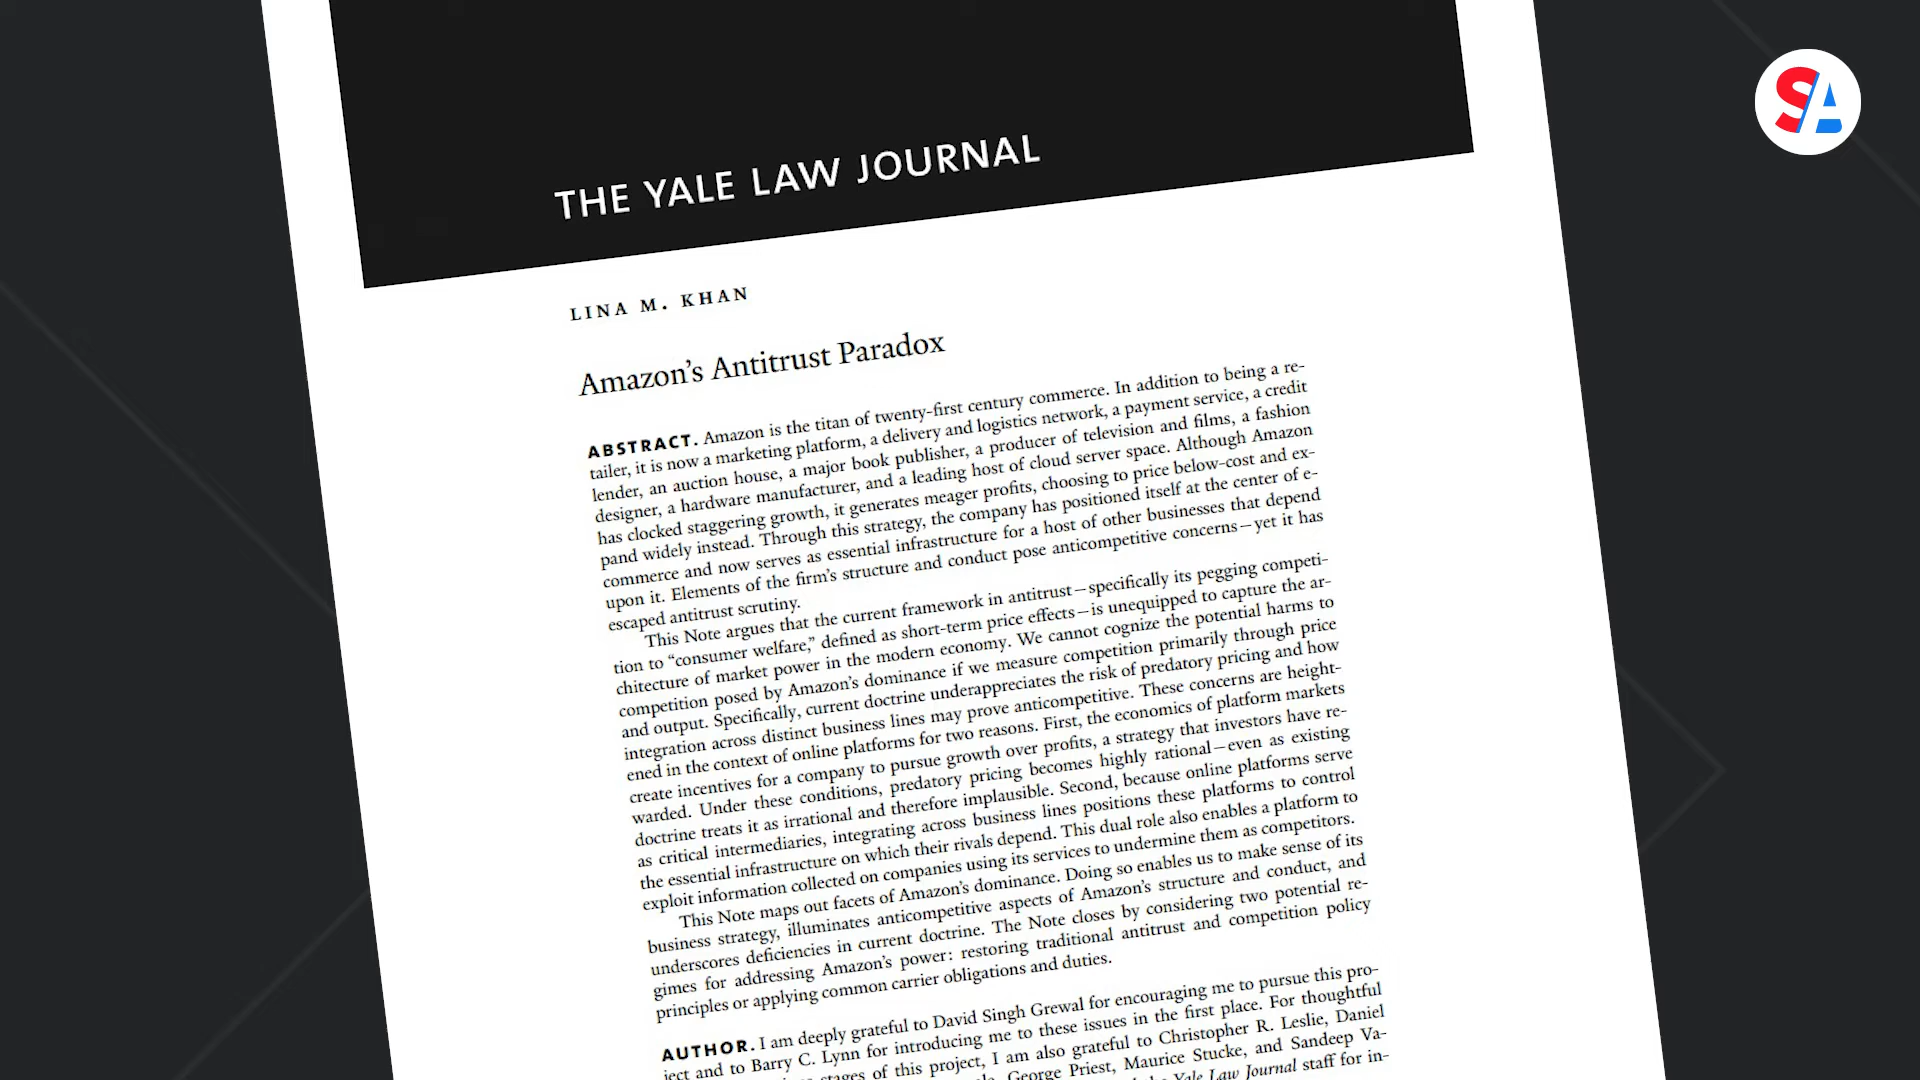 SA
THE YALE LAW JOURNAL
LINA M. KHAN
Amazon’s Antitrust Paradox
ABSTRACT. Amazon is the titan of twenty-first century commerce. In addition to being a re-
tailer, it is now a marketing platform, a delivery and logistics network, a payment service, a credit
lender, an auction house, a major book publisher, a producer of television and films, a fashion
designer, a hardware manufacturer, and a leading host of cloud server space. Although Amazon
has clocked staggering growth, it generates meager profits, choosing to price below-cost and ex-
pand widely instead. Through this strategy, the company has positioned itself at the center of e-
commerce and now serves as essential infrastructure for a host of other businesses that depend
upon it. Elements of the firm’s structure and conduct pose anticompetitive concerns—yet it has
escaped antitrust scrutiny.
This Note argues that the current framework in antitrust—specifically its pegging competi-
tion to “consumer welfare,” defined as short-term price effects—is unequipped to capture the ar-
chitecture of market power in the modern economy. We cannot cognize the potential harms to
competition posed by Amazon’s dominance if we measure competition primarily through price
and output. Specifically, current doctrine underappreciates the risk of predatory pricing and how
integration across distinct business lines may prove anticompetitive. These concerns are height-
ened in the context of online platforms for two reasons. First, the economics of platform markets
create incentives for a company to pursue growth over profits, a strategy that investors have re-
warded. Under these conditions, predatory pricing becomes highly rational—even as existing
doctrine treats it as irrational and therefore implausible. Second, because online platforms serve
as critical intermediaries, integrating across business lines positions these platforms to control
the essential infrastructure on which their rivals depend. This dual role also enables a platform to
exploit information collected on companies using its services to undermine them as competitors.
This Note maps out facets of Amazon’s dominance. Doing so enables us to make sense of its
business strategy, illuminates anticompetitive aspects of Amazon’s structure and conduct, and
underscores deficiencies in current doctrine. The Note closes by considering two potential re-
gimes for addressing Amazon’s power: restoring traditional antitrust and competition policy
principles or applying common carrier obligations and duties.
AUTHOR. I am deeply grateful to David Singh Grewal for encouraging me to pursue this pro-
ject and to Barry C. Lynn for introducing me to these issues in the first place. For thoughtful
stages of this project, I am also grateful to Christopher R. Leslie, Daniel
George Priest, Maurice Stucke, and Sandeep Va-
Yale Law Journal staff for in-